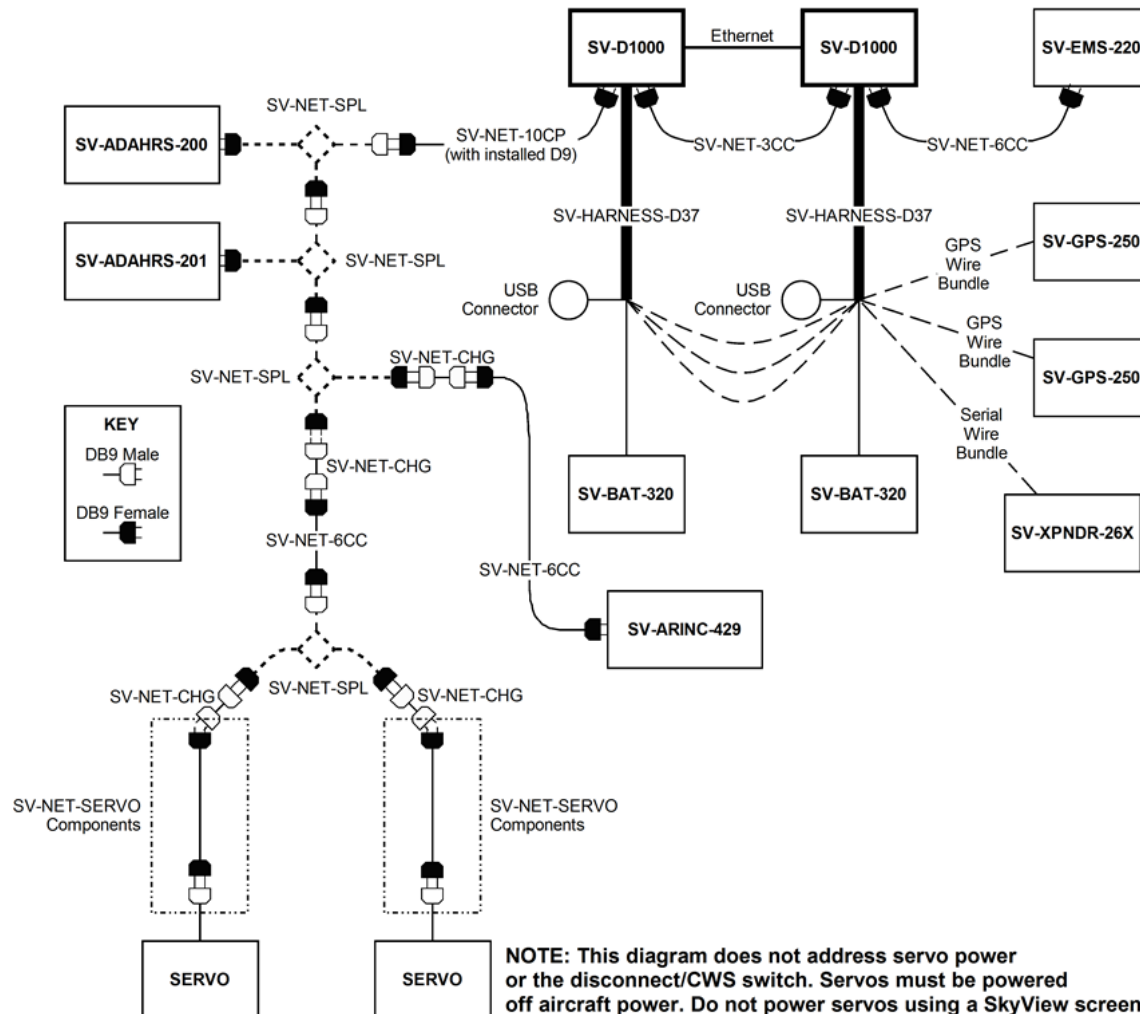 SV-D1000
Ethernet
SV-D1000
SV-EMS-220
SV-NET-SPL
SV-ADAHRS-200
SV-NET-10CP
(with installed D9)
SV-NET-3CC
SV-NET-6CC
SV-HARNESS-D37
SV-HARNESS-D37
SV-ADAHRS-201
SV-NET-SPL
GPS
Wire
Bundle
SV-GPS-250
USB
Connector
USB
Connector
GPS
Wire
Bundle
SV-GPS-250
SV-NET-SPL
SV-NET-CHG
KEY
DB9 Male
DB9 Female
SV-NET-CHG
SV-NET-6CC
Serial
Wire
Bundle
SV-BAT-320
SV-BAT-320
SV-XPNDR-26X
SV-NET-6CC
SV-ARINC-429
SV-NET-CHG
SV-NET-SPL
SV-NET-CHG
SV-NET-SERVO
Components
SV-NET-SERVO
Components
SERVO
SERVO
NOTE: This diagram does not address servo power
or the disconnect/CWS switch. Servos must be powered
off aircraft power. Do not power servos using a SkyView screen